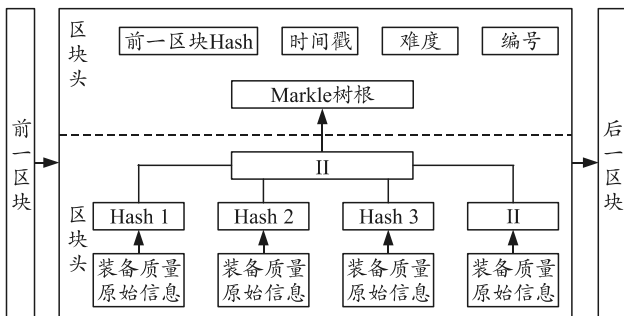 区块头
前一区块Hash
时间戳
难度
编号
Markle树根
前一区块
后一区块
II
区块头
Hash 1
Hash 2
Hash 3
II
装备质量
原始信息
装备质量
原始信息
装备质量
原始信息
装备质量
原始信息